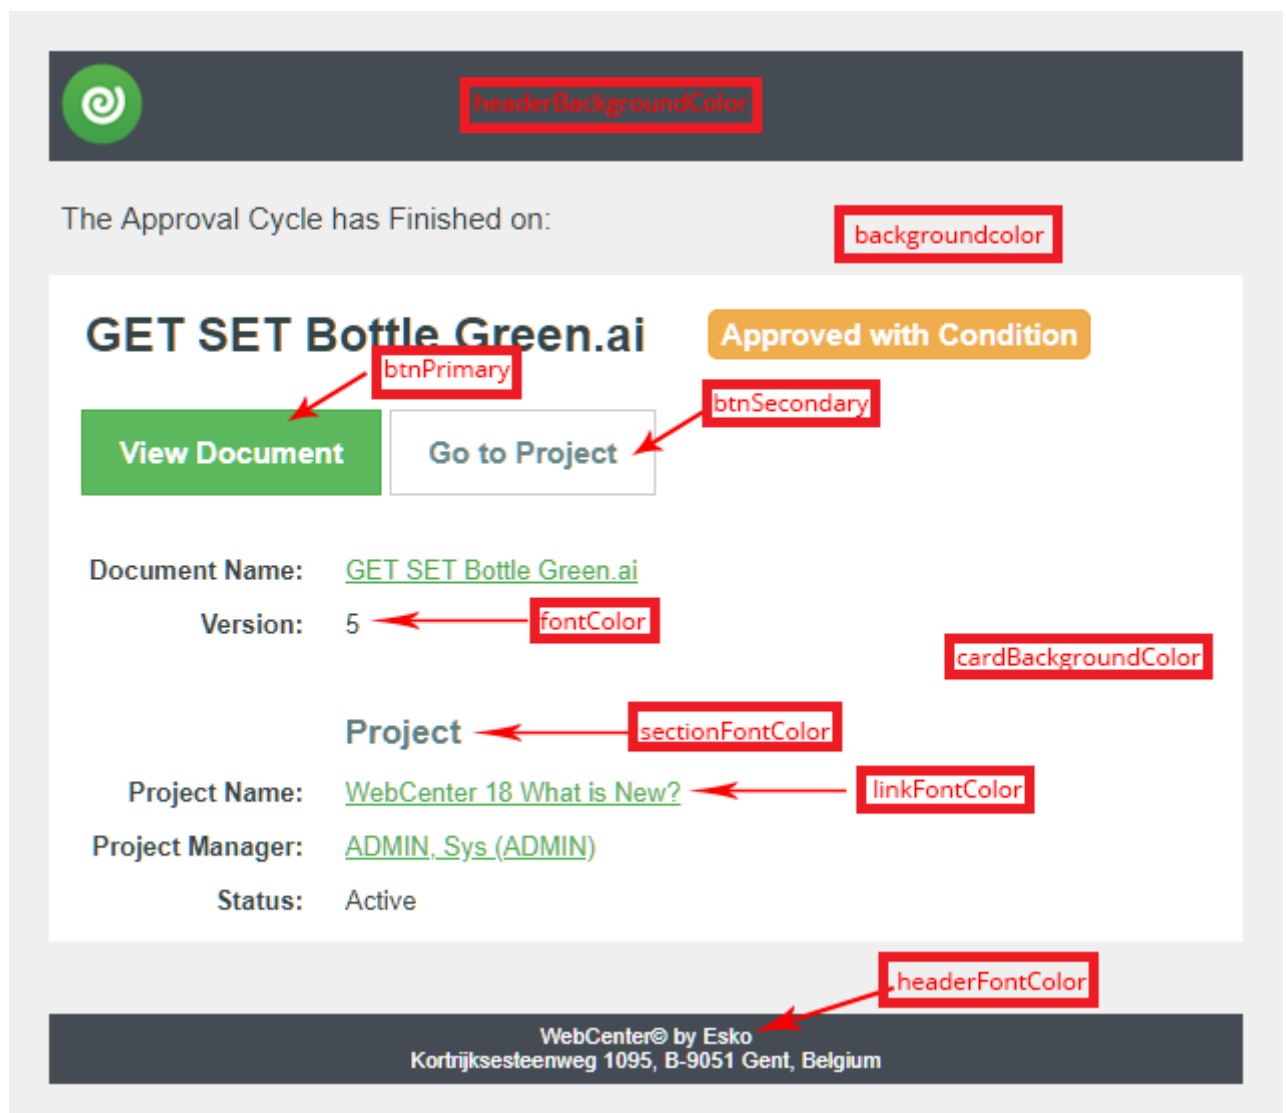 headerBackgroundColor
The Approval Cycle has Finished on:
backgroundcolor
GET SET Bottle Green.ai
Approved with Condition
btnPrimary
btnSecondary
View Document
Go to Project
Document Name: GET SET Bottle Green.ai
Version: 5
fontColor
cardBackgroundColor
Project
sectionFontColor
Project Name: WebCenter 18 What is New?
linkFontColor
Project Manager: ADMIN, Sys (ADMIN)
Status: Active
headerFontColor
WebCenter© by Esko
Kortrijksesteenweg 1095, B-9051 Gent, Belgium